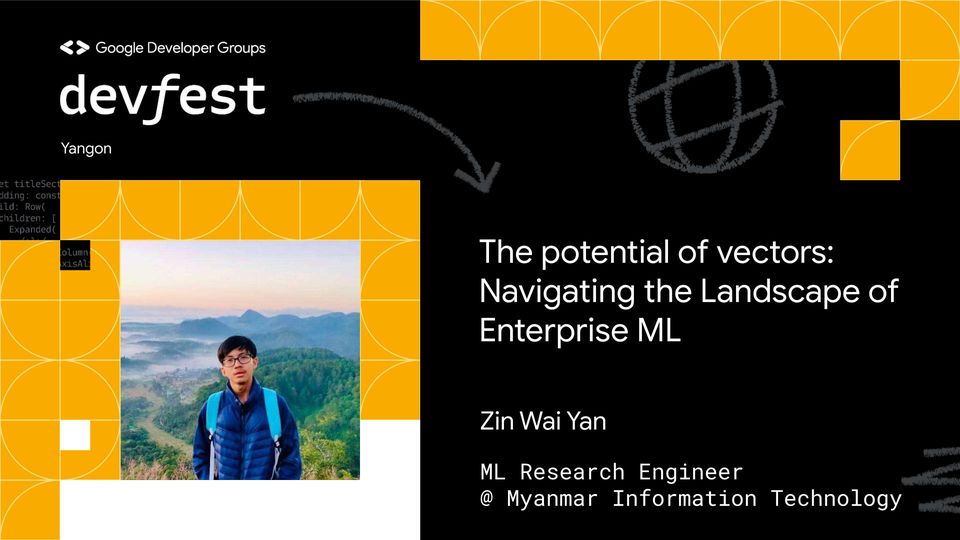 Google Developer Groups
devfest
Yangon
et titleSect
dding: const
ild: Row(
children: [
Expanded(
olumn
xisAl
The potential of vectors:
Navigating the Landscape of
Enterprise ML
Zin Wai Yan
ML Research Engineer
@ Myanmar Information Technology